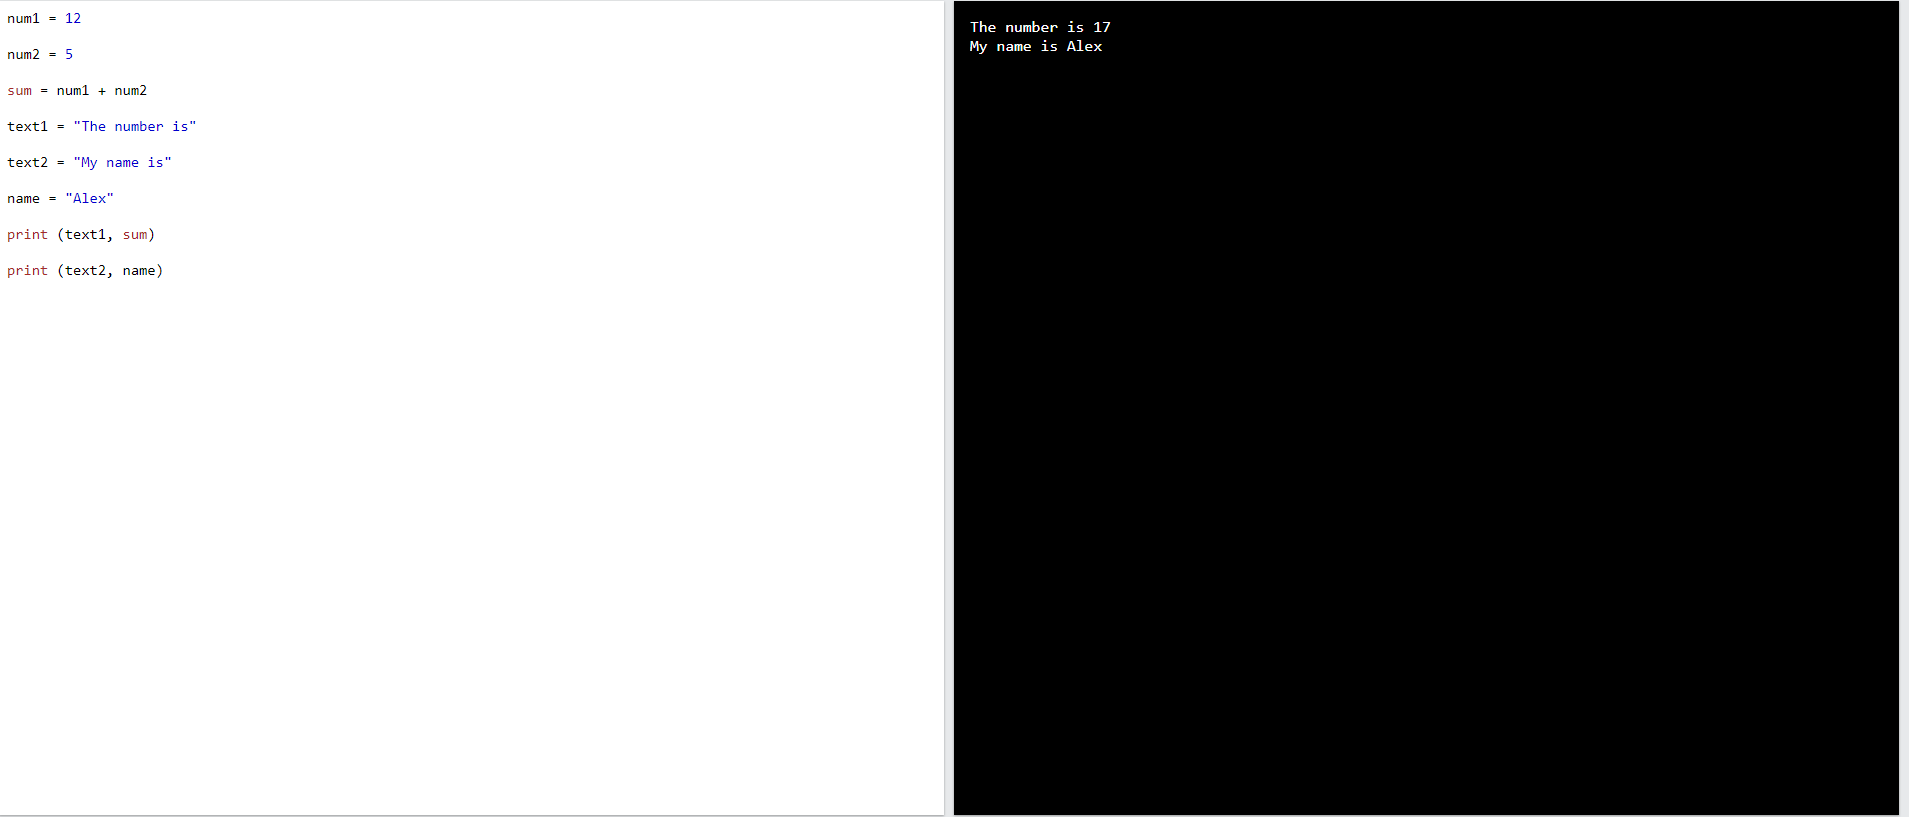 num1 = 12
num2 = 5
sum = num1 + num2
text1 = "The number is"
text2 = "My name is"
name = "Alex"
print (text1, sum)
print (text2, name)
The number is 17
My name is Alex